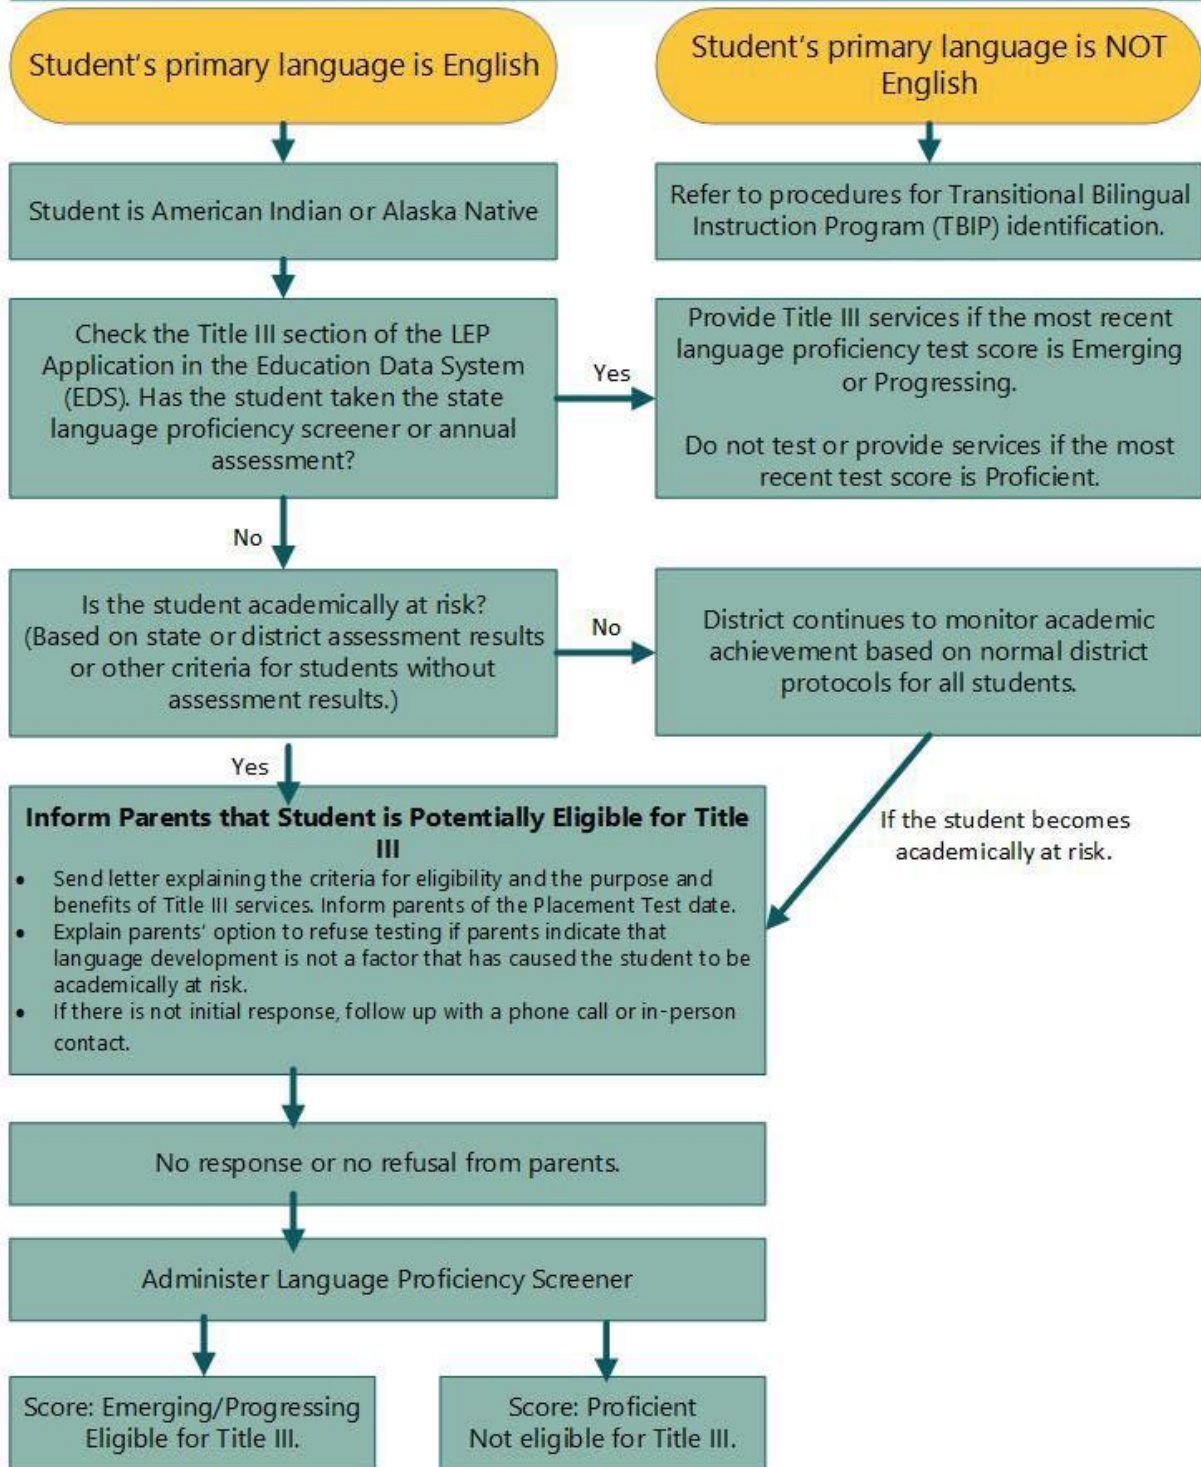 Student's primary language is English
Student's primary language is NOT
English
Student is American Indian or Alaska Native
Refer to procedures for Transitional Bilingual
Instruction Program (TBIP) identification.
Check the Title III section of the LEP
Application in the Education Data System
(EDS). Has the student taken the state
language proficiency screener or annual
assessment?
Yes
Provide Title III services if the most recent
language proficiency test score is Emerging
or Progressing.
Do not test or provide services if the most
recent test score is Proficient.
No
Is the student academically at risk?
(Based on state or district assessment results
or other criteria for students without
assessment results.)
No
District continues to monitor academic
achievement based on normal district
protocols for all students.
Yes
If the student becomes
academically at risk.
Inform Parents that Student is Potentially Eligible for Title
III
• Send letter explaining the criteria for eligibility and the purpose and
benefits of Title III services. Inform parents of the Placement Test date.
• Explain parents' option to refuse testing if parents indicate that
language development is not a factor that has caused the student to be
academically at risk.
• If there is not initial response, follow up with a phone call or in-person
contact.
No response or no refusal from parents.
Administer Language Proficiency Screener
Score: Emerging/Progressing
Eligible for Title III.
Score: Proficient
Not eligible for Title III.